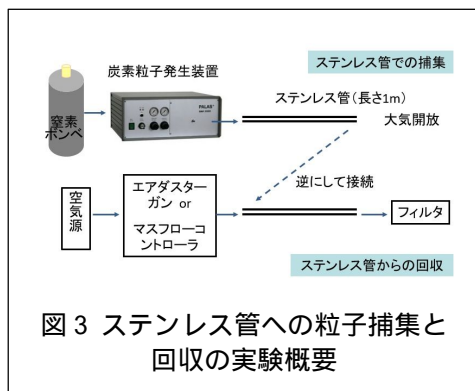 ステンレス管での捕集
炭素粒子発生装置
ステンレス管（長さ1m）
大気開放
窒素
ボンベ
PALAS
逆にして接続
空気源
エアダスター
ガン or
マスフローコ
ントローラ
フィルタ
ステンレス管からの回収
図 3 ステンレス管への粒子捕集と
回収の実験概要